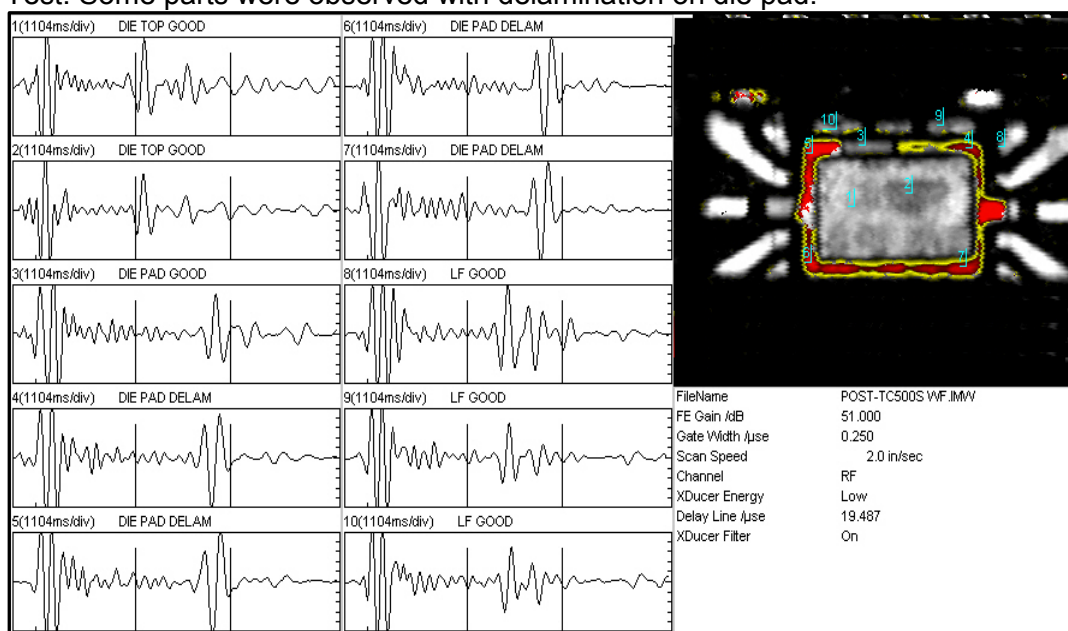 Test. Some parts were observed with delamination on die pad.
1(1104ms/div) DIE TOP GOOD
2(1104ms/div) DIE TOP GOOD
3(1104ms/div) DIE PAD GOOD
4(1104ms/div) DIE PAD DELAM
5(1104ms/div) DIE PAD DELAM
6(1104ms/div) DIE PAD DELAM
7(1104ms/div) DIE PAD DELAM
8(1104ms/div) LF GOOD
9(1104ms/div) LF GOOD
10(1104ms/div) LF GOOD
10
9
5
3
4
8
1
2
6
7
FileName POST-TC500S WF.IMW
FE Gain /dB 51.000
Gate Width /µse 0.250
Scan Speed 2.0 in/sec
Channel RF
XDucer Energy Low
Delay Line /µse 19.487
XDucer Filter On